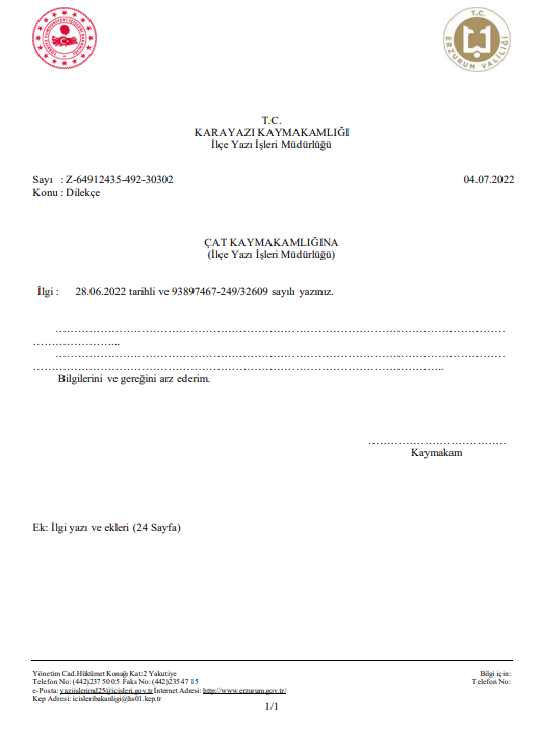 T.C.
ERZURUM VALİLİĞİ
T.C.
KARAYAZI KAYMAKAMLIĞI
İlçe Yazı İşleri Müdürlüğü
Sayı : Z-64912435-492-30302 04.07.2022
Konu : Dilekçe
ÇAT KAYMAKAMLIĞINA
(İlçe Yazı İşleri Müdürlüğü)
İlgi : 28.06.2022 tarihli ve 93897467-249/32609 sayılı yazınız.
Bilgilerini ve gereğini arz ederim.
Kaymakam
Ek: İlgi yazı ve ekleri (24 Sayfa)
Yönetim Cad.Hükümet Konağı Kat:2 Yakutiye Bilgi için:
Telefon No: (442)237 50 05 Faks No: (442)235 47 15 Telefon No:
e- Posta: yaziislerimd25@icisleri.gov.tr İnternet Adresi: http://www.erzurum.gov.tr/
Kep Adresi: icisleribakanligi@hs01.kep.tr
1/1